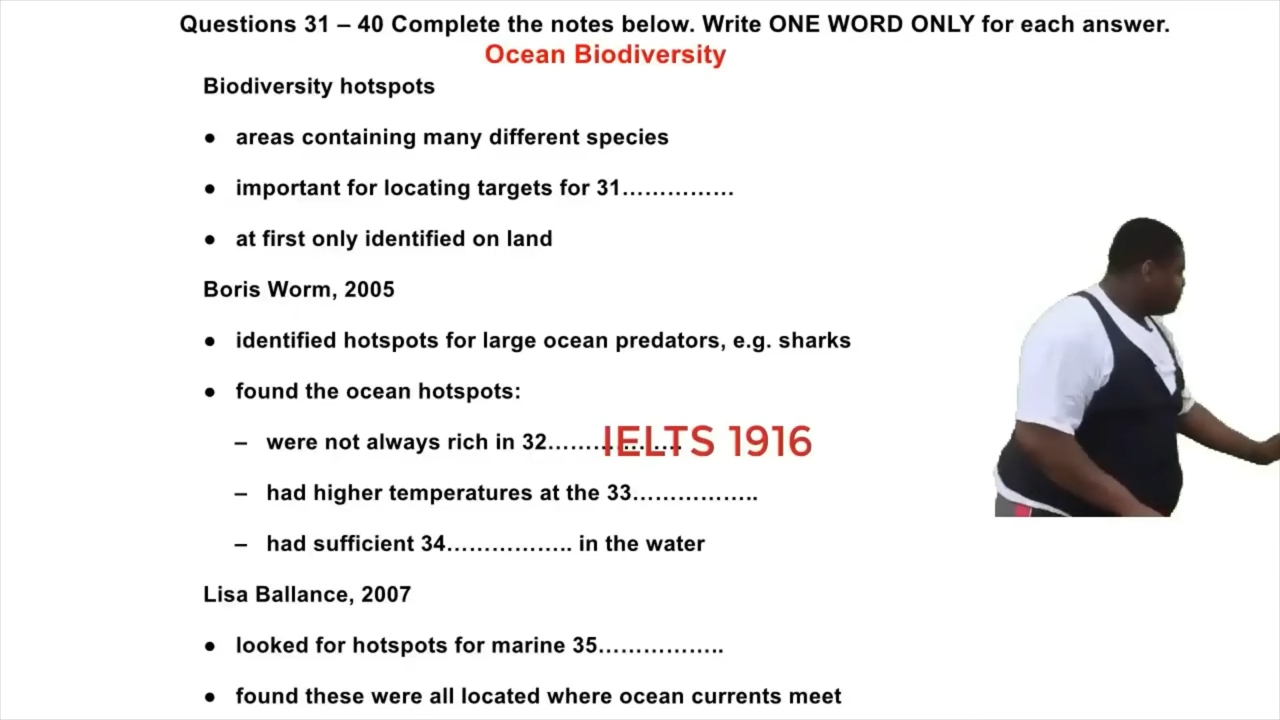 Questions 31 – 40 Complete the notes below. Write ONE WORD ONLY for each answer.
Ocean Biodiversity
Biodiversity hotspots
● areas containing many different species
● important for locating targets for 31……………
● at first only identified on land
Boris Worm, 2005
● identified hotspots for large ocean predators, e.g. sharks
● found the ocean hotspots:
– were not always rich in 32………………
IELTS 1916
– had higher temperatures at the 33……………..
– had sufficient 34…………….. in the water
Lisa Ballance, 2007
● looked for hotspots for marine 35……………..
● found these were all located where ocean currents meet